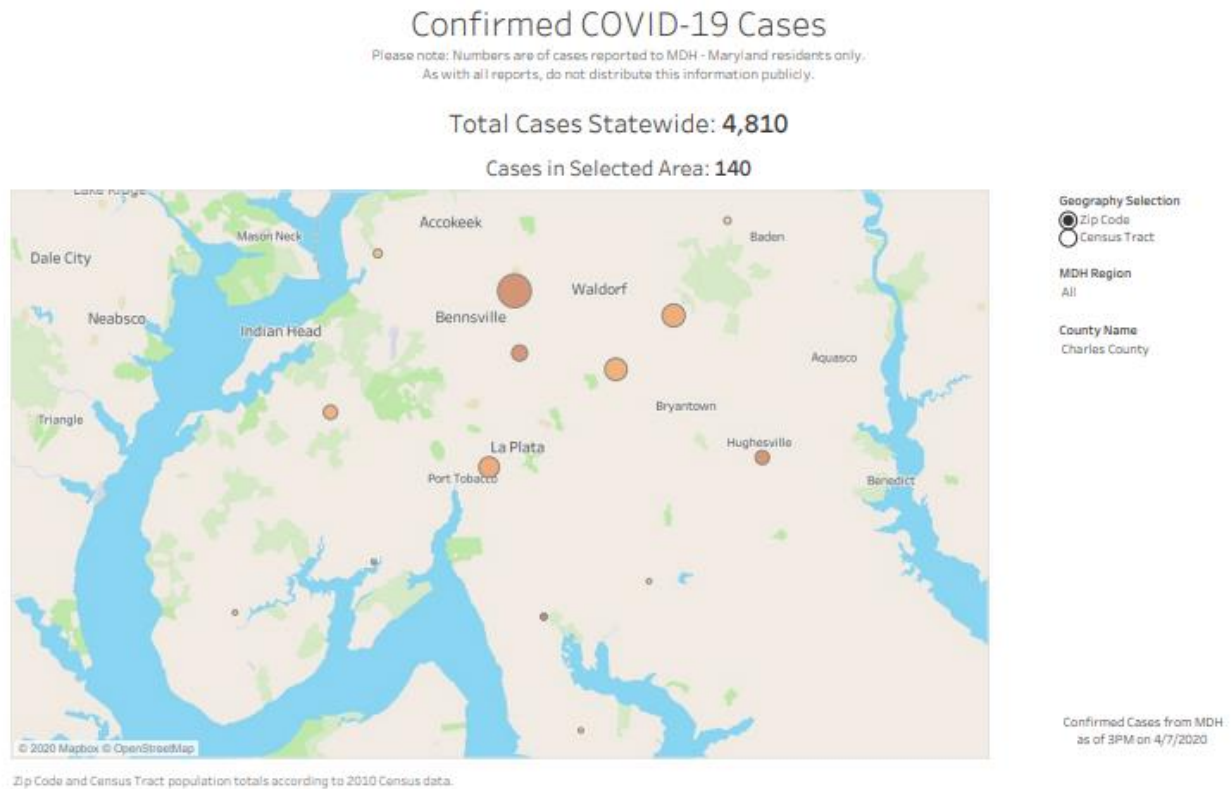 Confirmed COVID-19 Cases
Please note: Numbers are of cases reported to MDH - Maryland residents only.
As with all reports, do not distribute this information publicly.
Total Cases Statewide: 4,810
Cases in Selected Area: 140
Accokeek
Mason Neck
Baden
Dale City
Waldorf
Neabsco
Bennsville
Indian Head
Aquasco
Bryantown
Triangle
La Plata
Hughesville
Port Tobacco
Benedict
© 2020 Mapbox © OpenStreetMap
Geography Selection
Zip Code
Census Tract
MDH Region
All
County Name
Charles County
Confirmed Cases from MDH
as of 3PM on 4/7/2020
Zip Code and Census Tract population totals according to 2010 Census data.